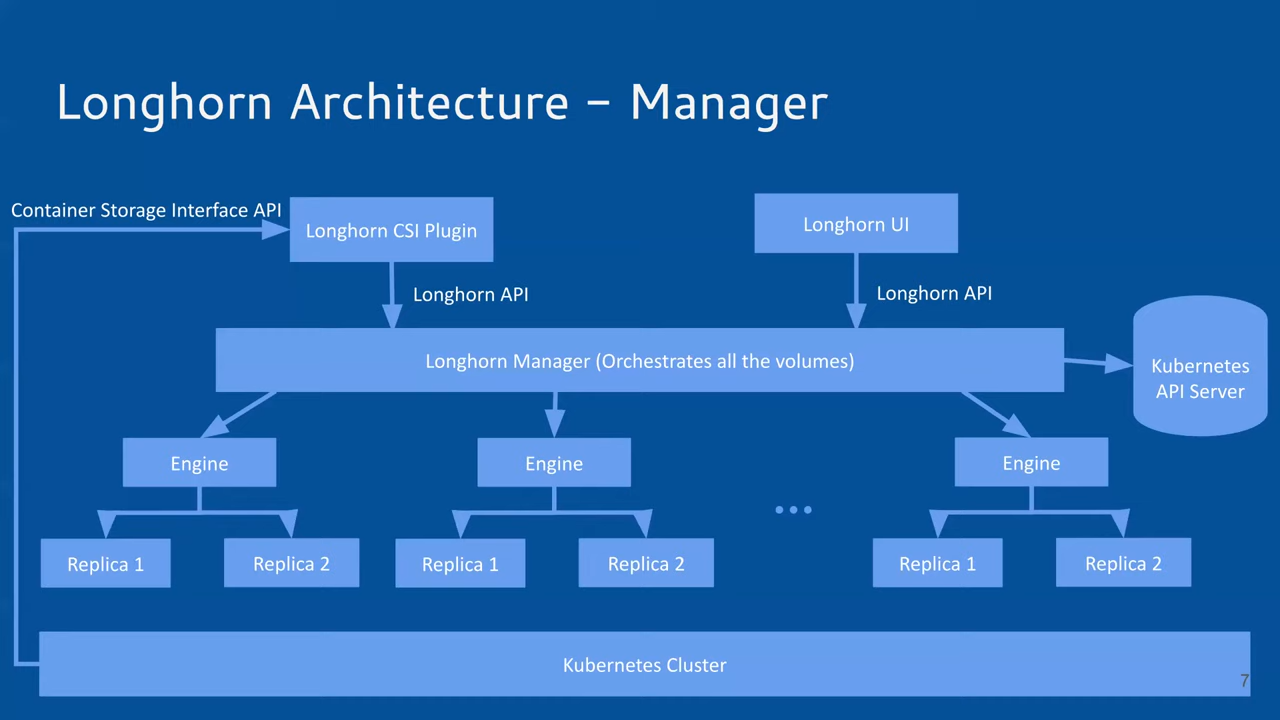 Longhorn Architecture - Manager
Container Storage Interface API
Longhorn CSI Plugin
Longhorn UI
Longhorn API
Longhorn API
Longhorn Manager (Orchestrates all the volumes)
Kubernetes
API Server
Engine
Engine
Engine
Replica 1
Replica 2
Replica 1
Replica 2
Replica 1
Replica 2
Kubernetes Cluster
7